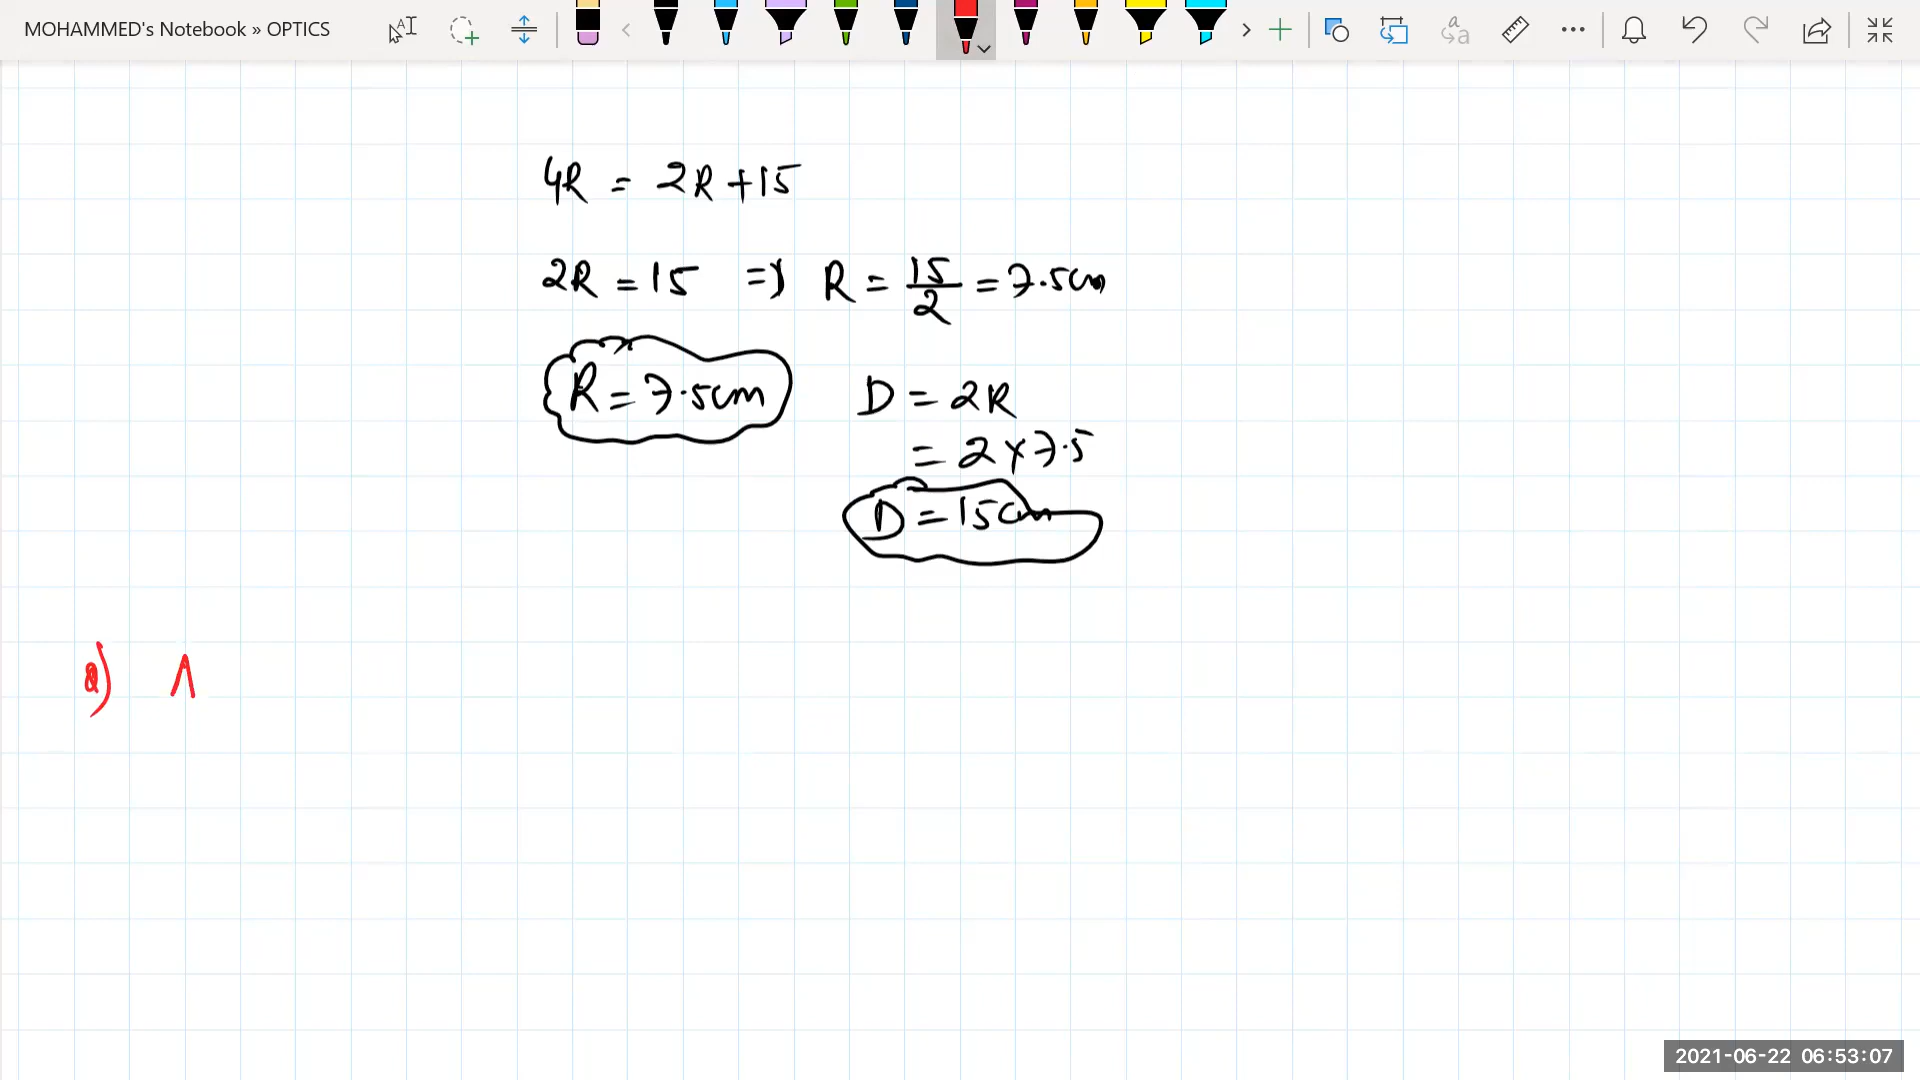 MOHAMMED's Notebook » OPTICS
4R = 2R + 15
2R = 15 => R = 15/2 = 7.5cm
R = 7.5cm
D = 2R
= 2 x 7.5
D = 15cm
2021-06-22 06:53:07